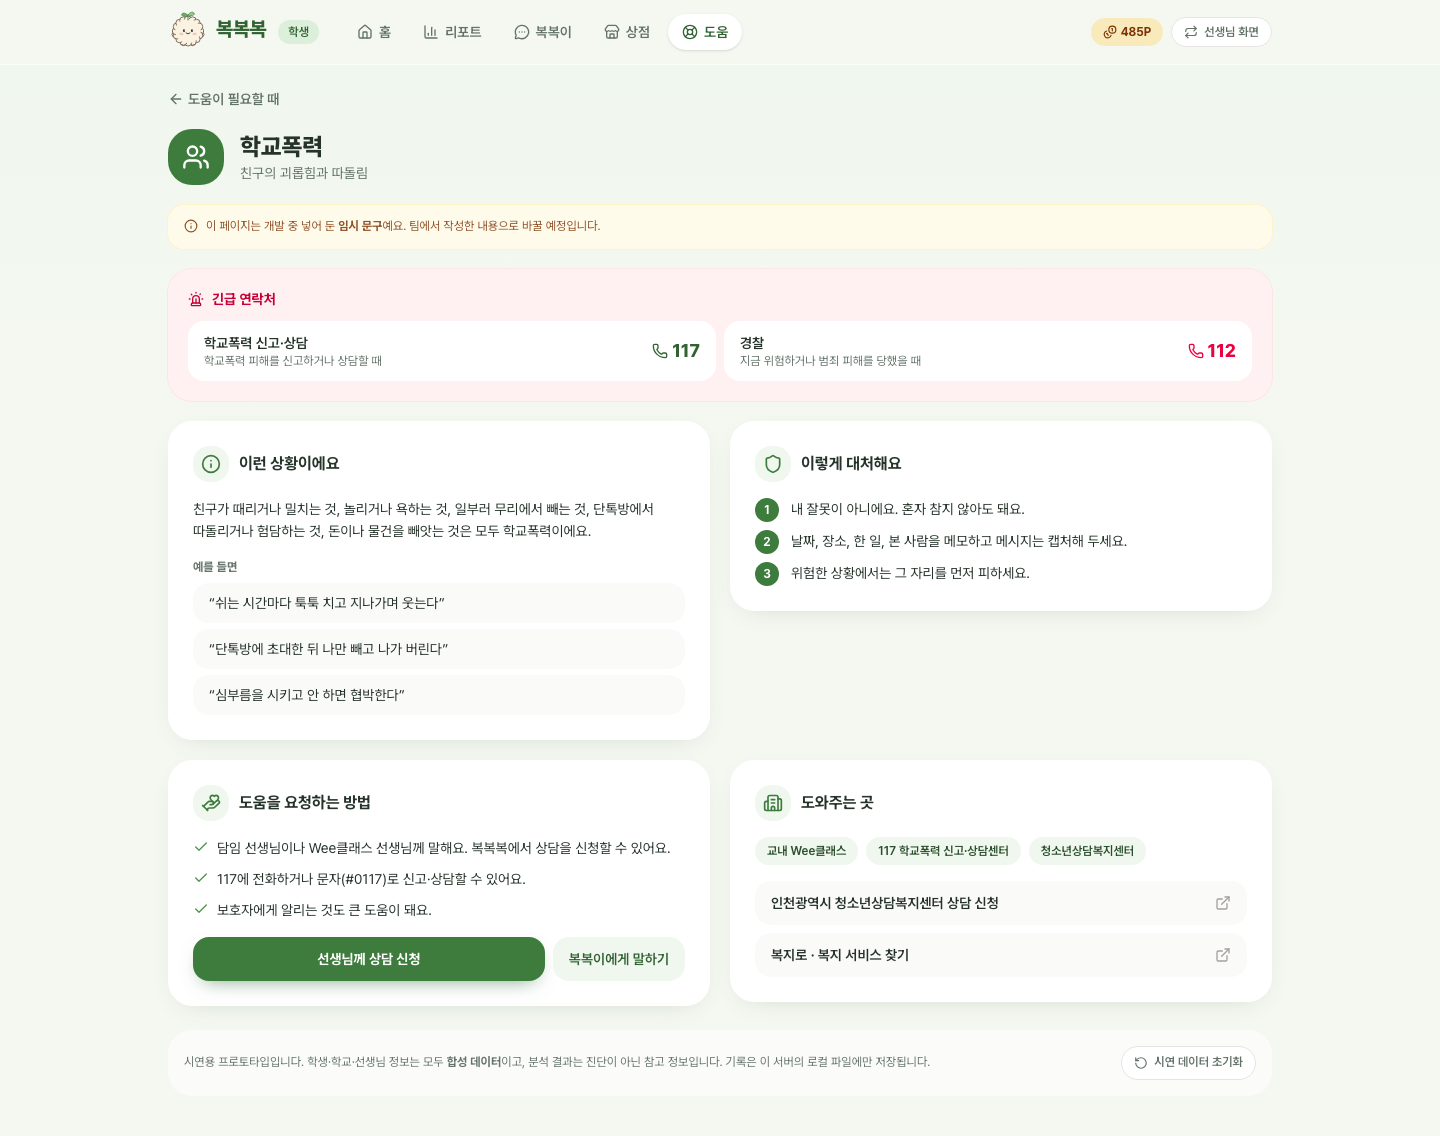 복복복
학생
홈
리포트
복복이
상점
도움
485P
선생님 화면
도움이 필요할 때
학교폭력
친구의 괴롭힘과 따돌림
이 페이지는 개발 중 넣어 둔 임시 문구예요. 팀에서 작성한 내용으로 바꿀 예정입니다.
긴급 연락처
학교폭력 신고·상담
학교폭력 피해를 신고하거나 상담할 때
117
경찰
지금 위험하거나 범죄 피해를 당했을 때
112
이런 상황이에요
친구가 때리거나 밀치는 것, 놀리거나 욕하는 것, 일부러 무리에서 빼는 것, 단톡방에서
따돌리거나 험담하는 것, 돈이나 물건을 빼앗는 것은 모두 학교폭력이에요.
예를 들면
“쉬는 시간마다 툭툭 치고 지나가며 웃는다”
“단톡방에 초대한 뒤 나만 빼고 나가 버린다”
“심부름을 시키고 안 하면 협박한다”
이렇게 대처해요
1 내 잘못이 아니에요. 혼자 참지 않아도 돼요.
2 날짜, 장소, 한 일, 본 사람을 메모하고 메시지는 캡처해 두세요.
3 위험한 상황에서는 그 자리를 먼저 피하세요.
도움을 요청하는 방법
담임 선생님이나 Wee클래스 선생님께 말해요. 복복복에서 상담을 신청할 수 있어요.
117에 전화하거나 문자(#0117)로 신고·상담할 수 있어요.
보호자에게 알리는 것도 큰 도움이 돼요.
선생님께 상담 신청
복복이에게 말하기
도와주는 곳
교내 Wee클래스
117 학교폭력 신고·상담센터
청소년상담복지센터
인천광역시 청소년상담복지센터 상담 신청
복지로 · 복지 서비스 찾기
시연용 프로토타입입니다. 학생·학교·선생님 정보는 모두 합성 데이터이고, 분석 결과는 진단이 아닌 참고 정보입니다. 기록은 이 서버의 로컬 파일에만 저장됩니다.
시연 데이터 초기화